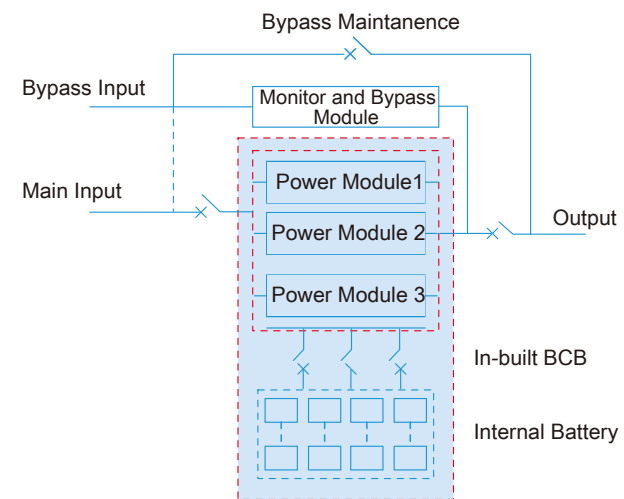 Bypass Maintanence
Bypass Input
Monitor and Bypass
Module
Power Module1
Main Input
Power Module 2
Output
Power Module 3
In-built BCB
Internal Battery